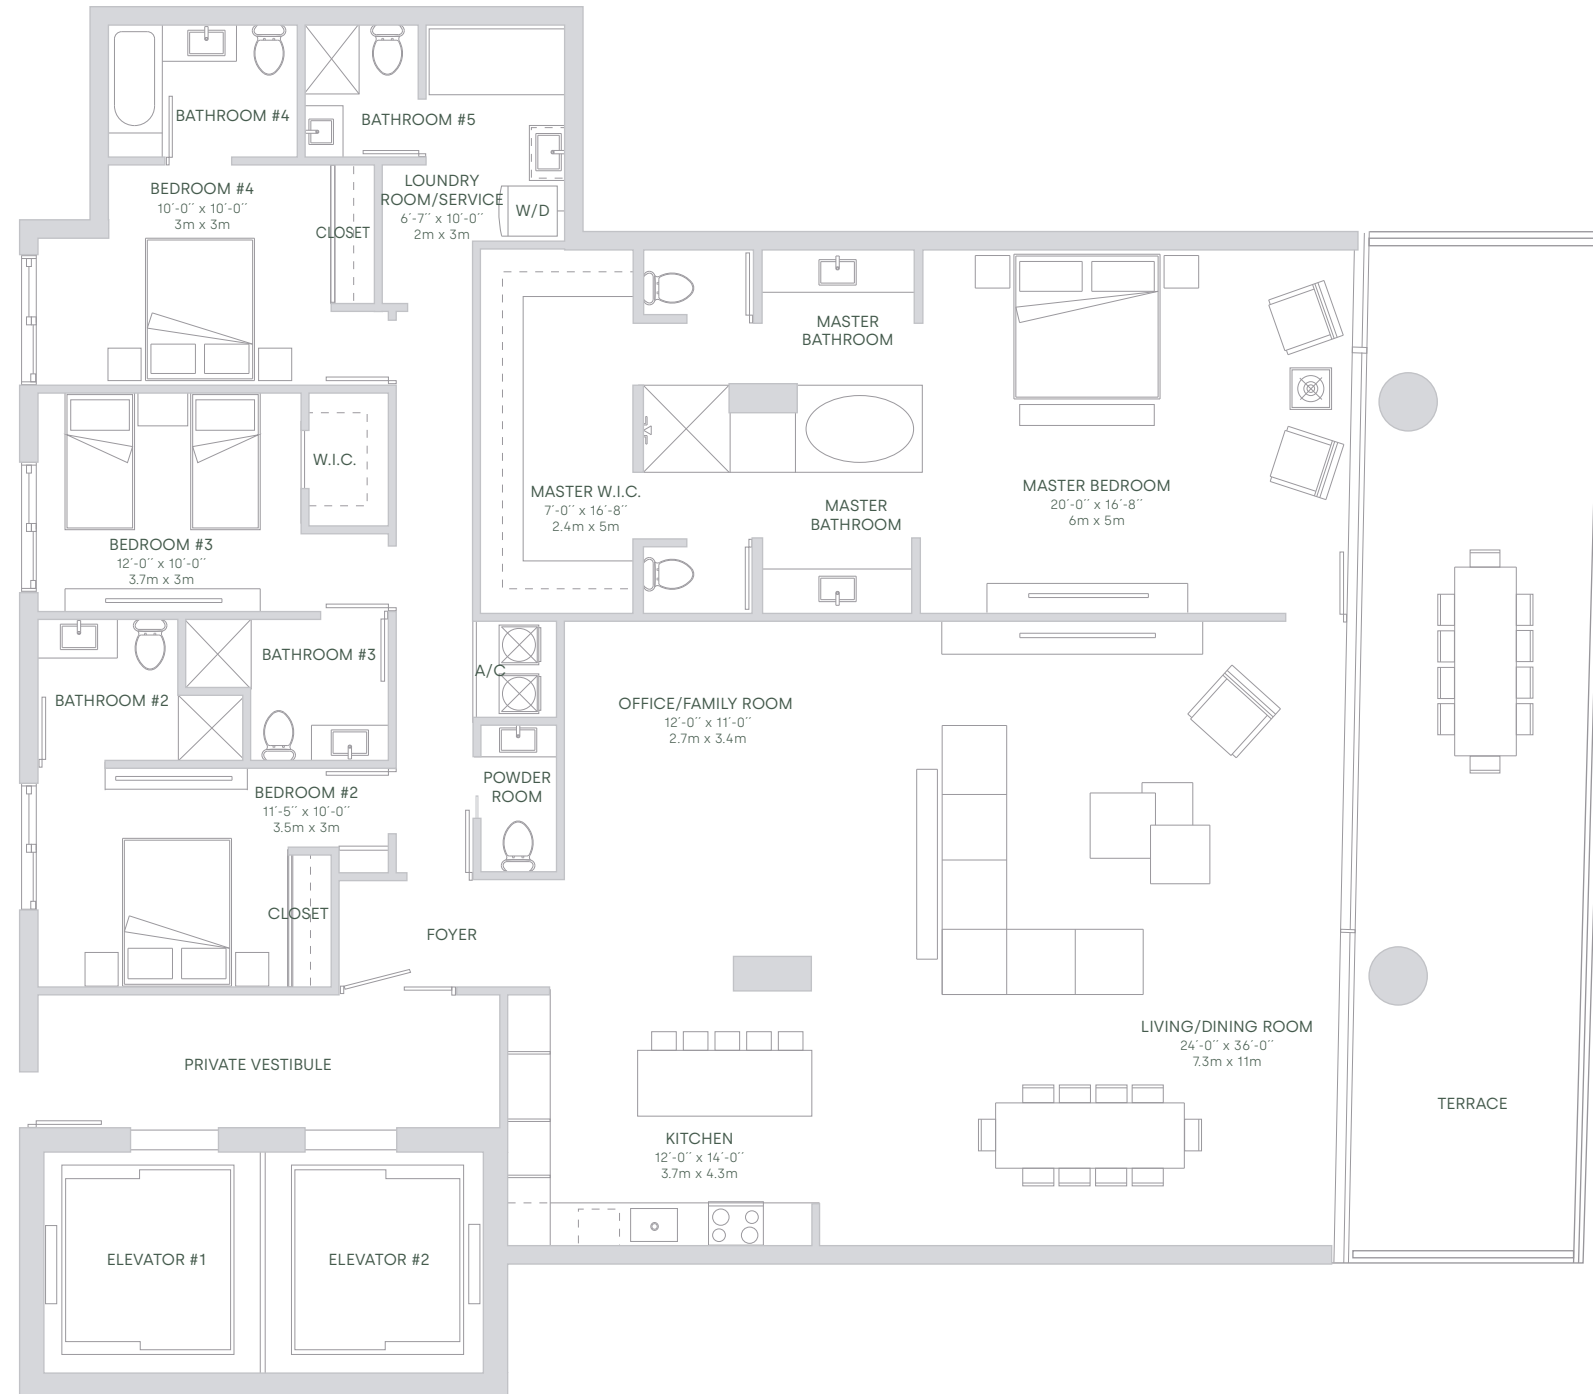 BATHROOM #4
BATHROOM #5
BEDROOM #4
10´-0´´ x 10´-0´´
3m x 3m
CLOSET
LOUNDRY
ROOM/SERVICE
6´-7´´ x 10´-0´´
2m x 3m
W/D
MASTER
BATHROOM
W.I.C.
MASTER W.I.C.
7´-0´´ x 16´-8´´
2.4m x 5m
MASTER
BATHROOM
MASTER BEDROOM
20´-0´´ x 16´-8´´
6m x 5m
BEDROOM #3
12´-0´´ x 10´-0´´
3.7m x 3m
BATHROOM #3
BATHROOM #2
A/C
OFFICE/FAMILY ROOM
12´-0´´ x 11´-0´´
2.7m x 3.4m
POWDER
ROOM
BEDROOM #2
11´-5´´ x 10´-0´´
3.5m x 3m
CLOSET
FOYER
PRIVATE VESTIBULE
LIVING/DINING ROOM
24´-0´´ x 36´-0´´
7.3m x 11m
TERRACE
KITCHEN
12´-0´´ x 14´-0´´
3.7m x 4.3m
ELEVATOR #1
ELEVATOR #2